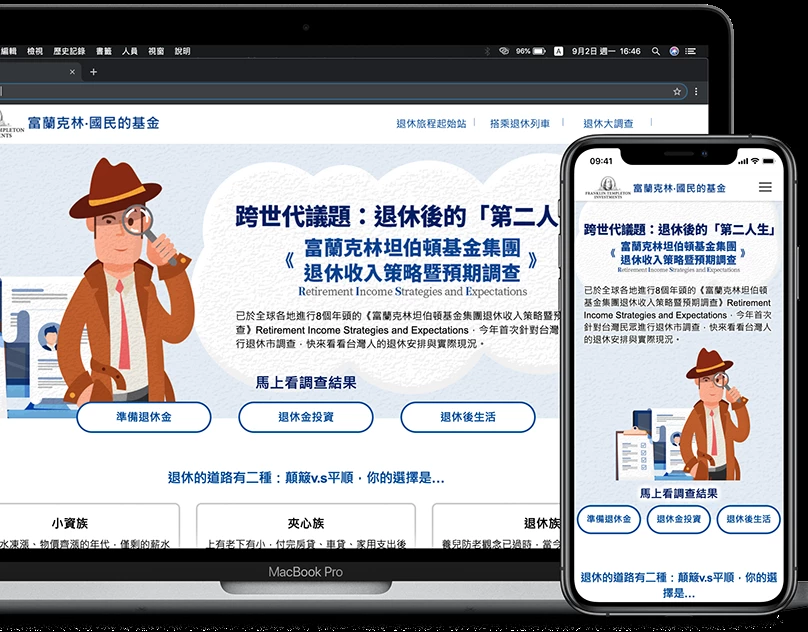 編輯 檢視 歷史記錄 書籤 人員 視窗 說明
96% A 9月2日 週一 16:46
富蘭克林‧國民的基金
退休旅程起始站 | 搭乘退休列車 | 退休大調查 |
跨世代議題：退休後的「第二人
《富蘭克林坦伯頓基金集團
退休收入策略暨預期調查》
Retirement Income Strategies and Expectations
已於全球各地進行8個年頭的《富蘭克林坦伯頓基金集團退休收入策略暨預
查》Retirement Income Strategies and Expectations，今年首次針對台灣
行退休市調查，快來看看台灣人的退休安排與實際現況。
馬上看調查結果
準備退休金
退休金投資
退休後生活
退休的道路有二種：顛簸v.s平順，你的選擇是...
小資族
水凍漲、物價齊漲的年代，僅剩的薪水
夾心族
上有老下有小，付完房貸、車貸、家用支出後
退休族
養兒防老觀念已過時，當今
MacBook Pro
09:41
FRANKLIN TEMPLETON
INVESTMENTS
富蘭克林‧國民的基金
跨世代議題：退休後的「第二人生」
《富蘭克林坦伯頓基金集團
退休收入策略暨預期調查》
Retirement Income Strategies and Expectations
已於全球各地進行8個年頭的《富蘭克林坦伯頓
基金集團退休收入策略暨預期調查》Retirement
Income Strategies and Expectations，今年首次
針對台灣民眾進行退休市調查，快來看看台灣人
的退休安排與實際現況。
馬上看調查結果
準備退休金
退休金投資
退休後生活
退休的道路有二種：顛簸v.s平順，你的選
擇是...